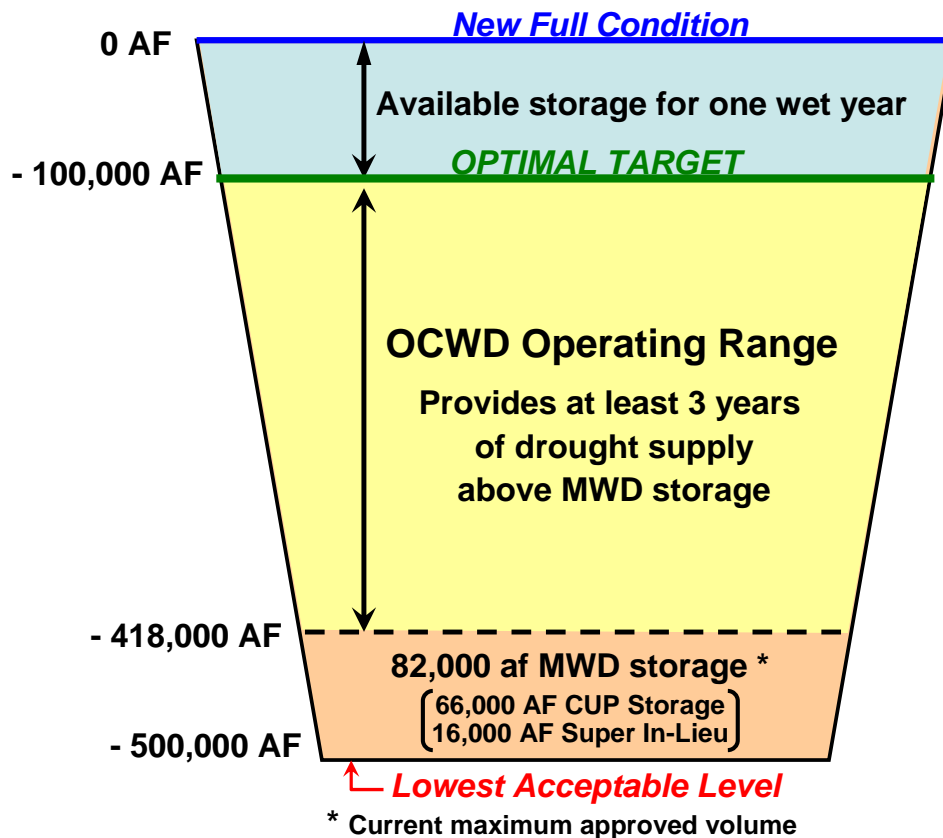 New Full Condition
0 AF
Available storage for one wet year
OPTIMAL TARGET
- 100,000 AF
OCWD Operating Range
Provides at least 3 years
of drought supply
above MWD storage
- 418,000 AF
82,000 af MWD storage *
66,000 AF CUP Storage
16,000 AF Super In-Lieu
- 500,000 AF
Lowest Acceptable Level
* Current maximum approved volume